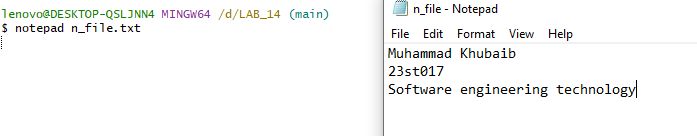 lenovo@DESKTOP-QSLJNN4 MINGW64 /d/LAB_14 (main)
$ notepad n_file.txt
n_file - Notepad
File Edit Format View Help
Muhammad Khubaib
23st017
Software engineering technology